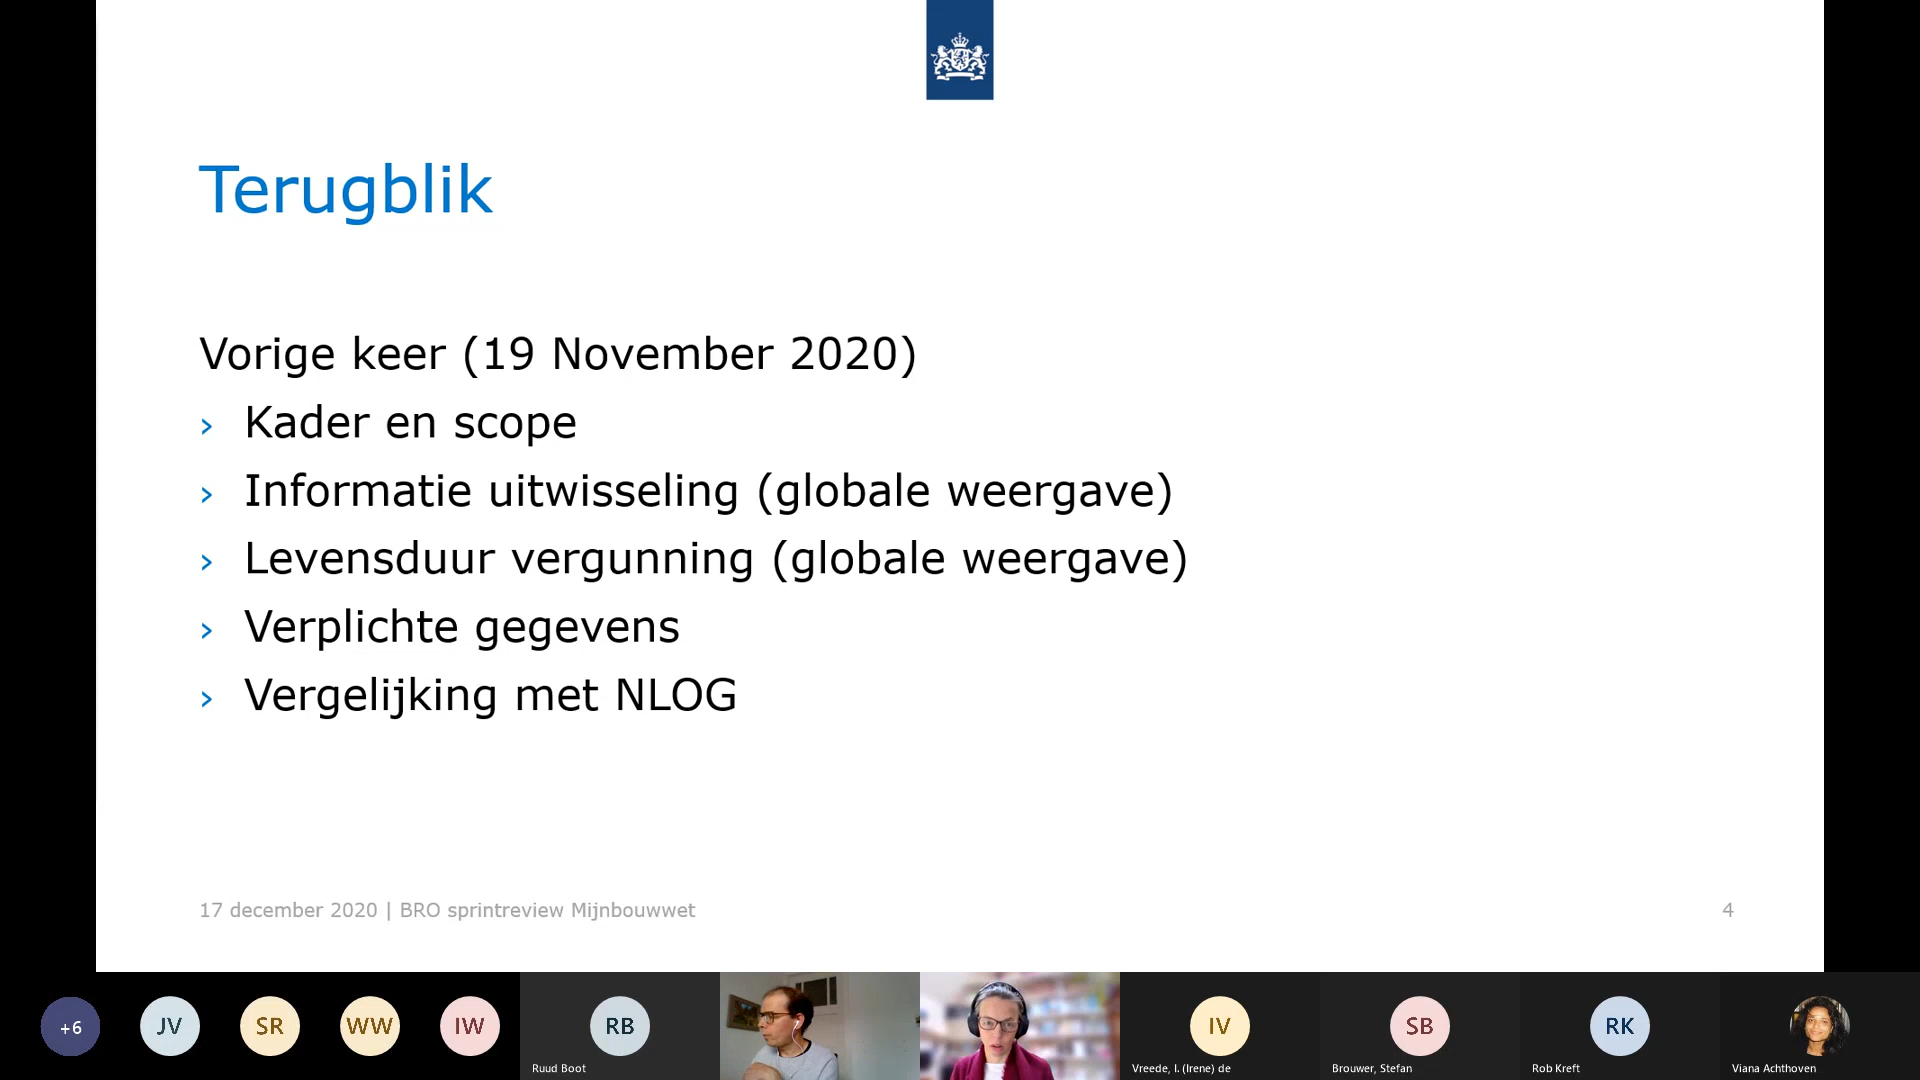 Terugblik
Vorige keer (19 November 2020)
› Kader en scope
› Informatie uitwisseling (globale weergave)
› Levensduur vergunning (globale weergave)
› Verplichte gegevens
› Vergelijking met NLOG
17 december 2020 | BRO sprintreview Mijnbouwwet
4
+6
JV
SR
WW
IW
RB
Ruud Boot
IV
Vreede, I. (Irene) de
SB
Brouwer, Stefan
RK
Rob Kreft
Viana Achthoven